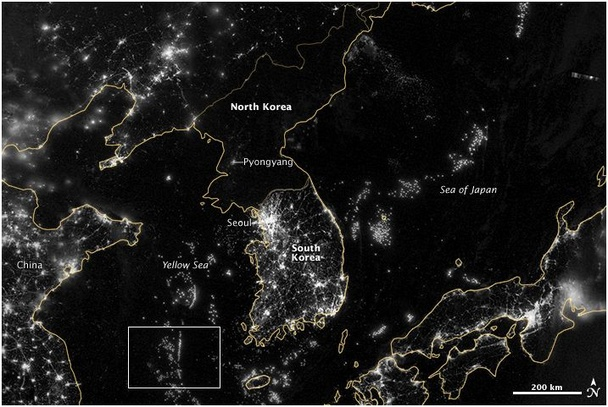 North Korea
Pyongyang
Sea of Japan
Seoul
South
Korea
China
Yellow Sea
200 km
N